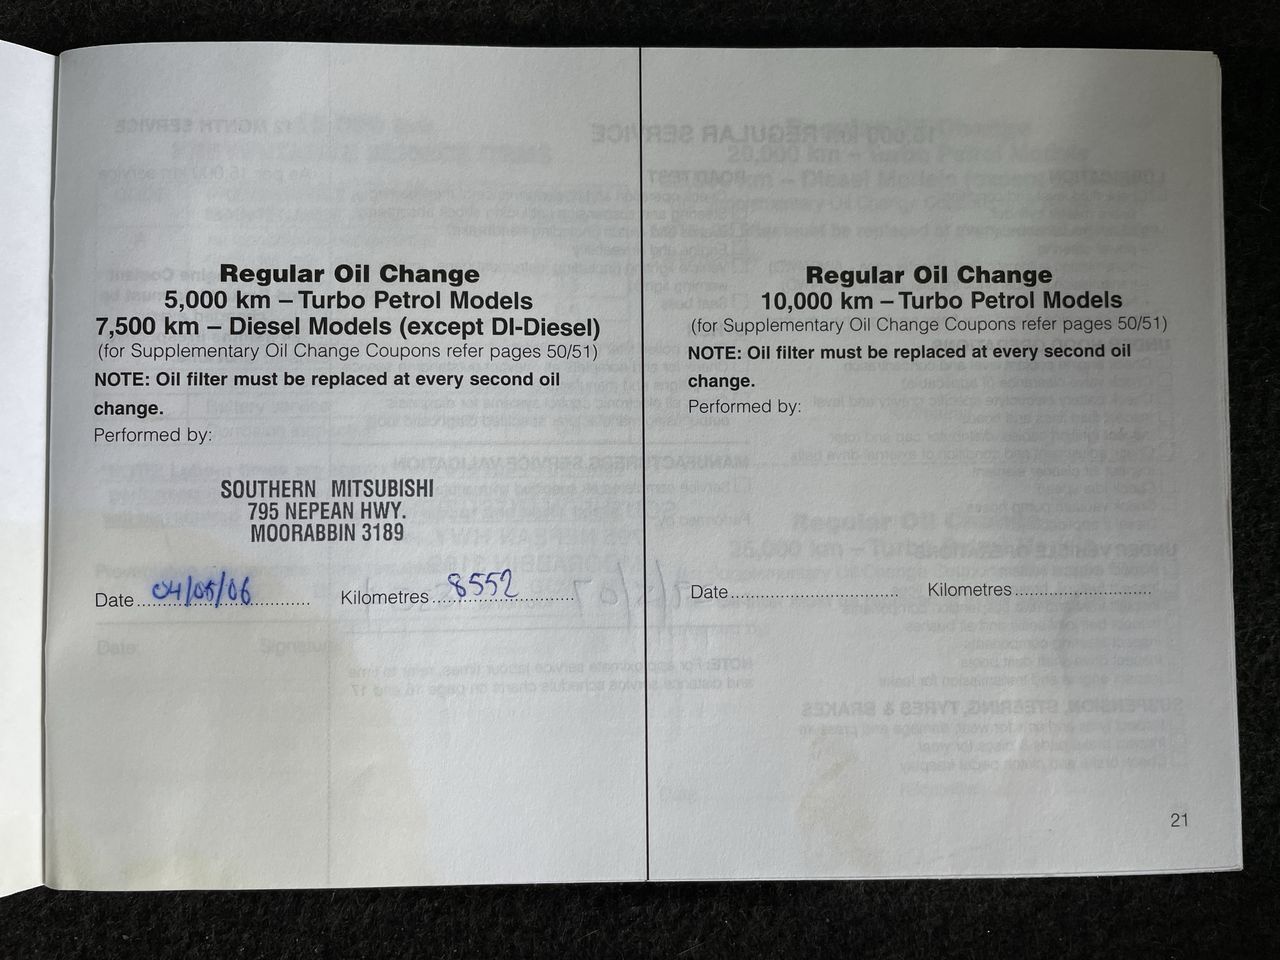 Regular Oil Change
5,000 km – Turbo Petrol Models
7,500 km – Diesel Models (except DI-Diesel)
(for Supplementary Oil Change Coupons refer pages 50/51)
NOTE: Oil filter must be replaced at every second oil
change.
Performed by:
SOUTHERN MITSUBISHI
795 NEPEAN HWY.
MOORABBIN 3189
Date 04/05/06 Kilometres 8552
Regular Oil Change
10,000 km – Turbo Petrol Models
(for Supplementary Oil Change Coupons refer pages 50/51)
NOTE: Oil filter must be replaced at every second oil
change.
Performed by:
Date Kilometres
21